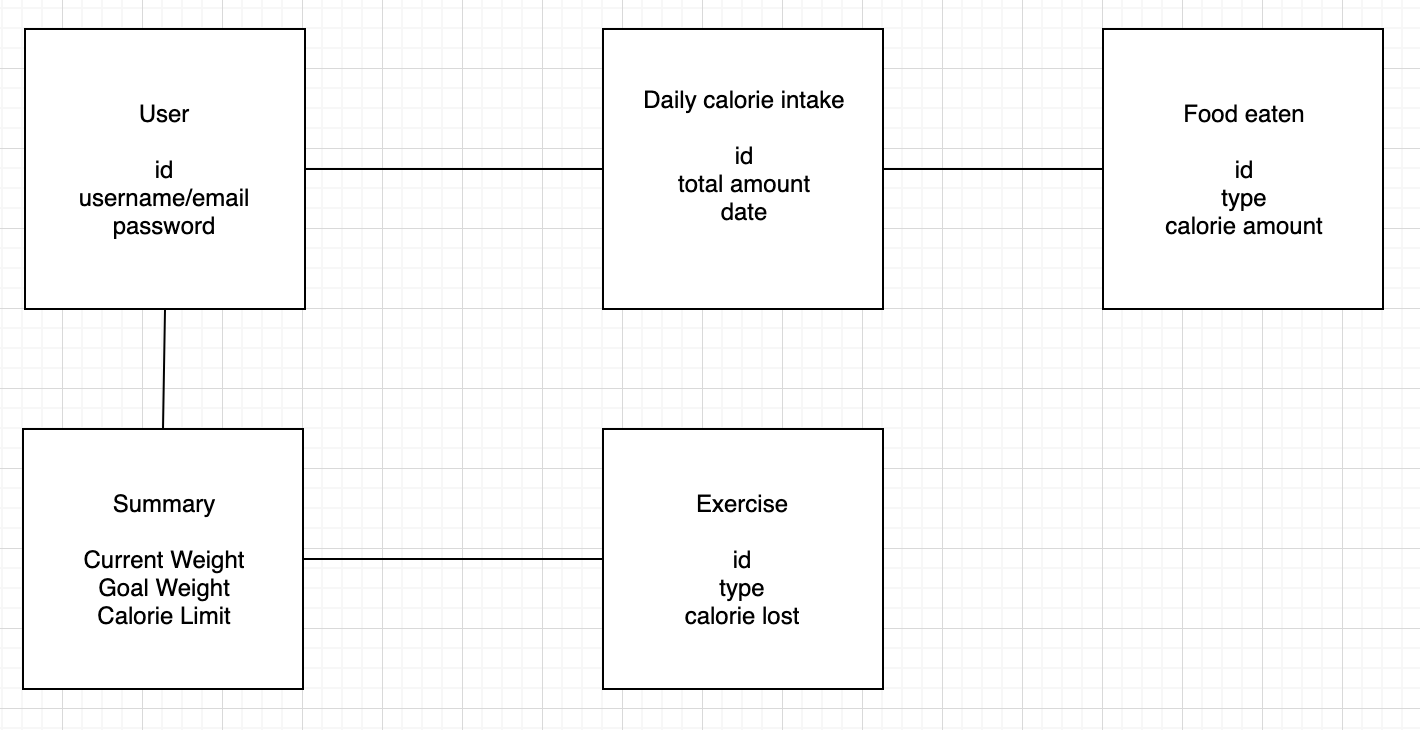 User
id
username/email
password
Daily calorie intake
id
total amount
date
Food eaten
id
type
calorie amount
Summary
Current Weight
Goal Weight
Calorie Limit
Exercise
id
type
calorie lost